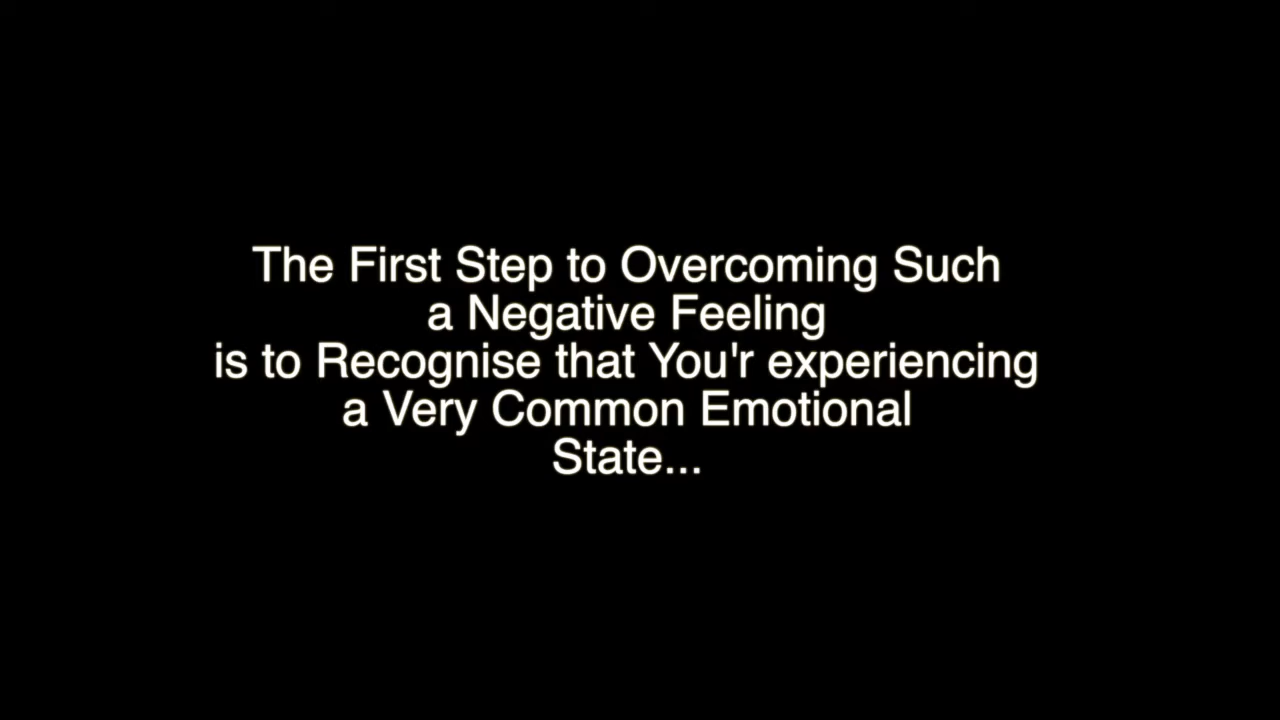 The First Step to Overcoming Such
a Negative Feeling
is to Recognise that You'r experiencing
a Very Common Emotional
State...